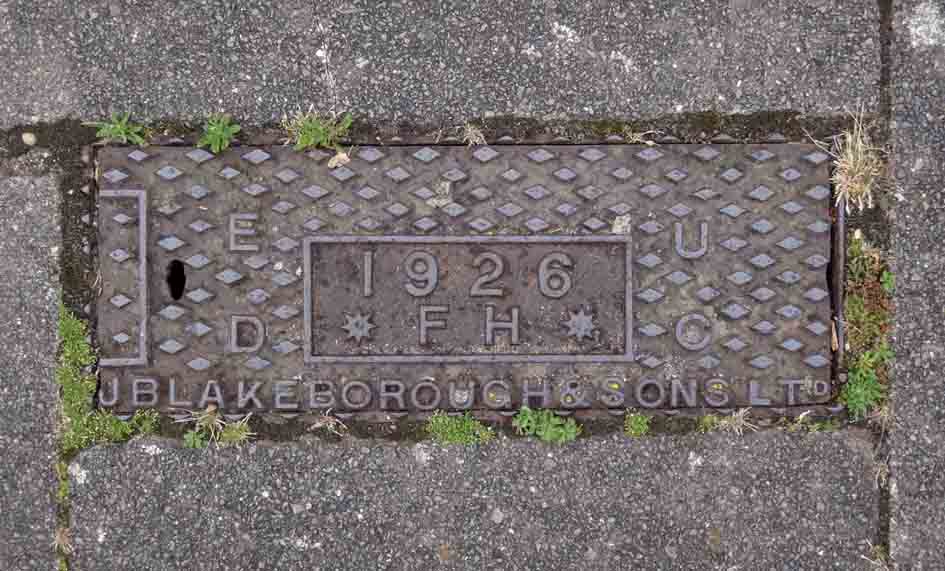 E U
1926
D C
* FH *
J BLAKEBOROUGH & SONS LTD